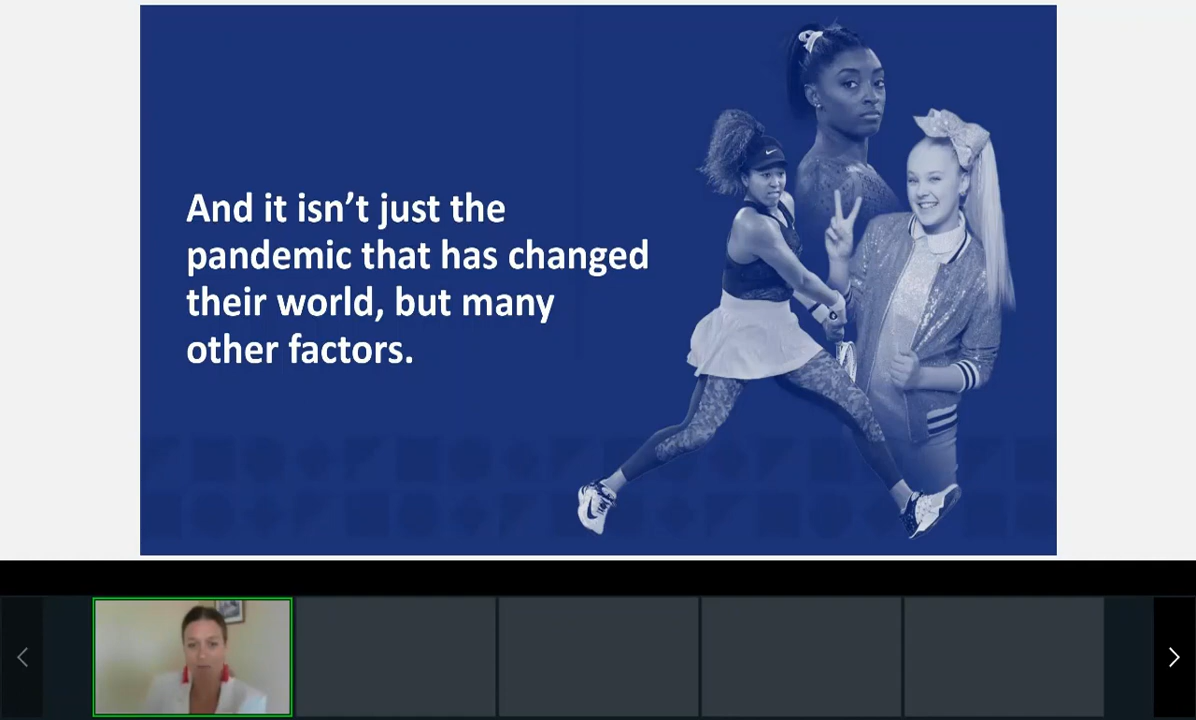 And it isn’t just the
pandemic that has changed
their world, but many
other factors.